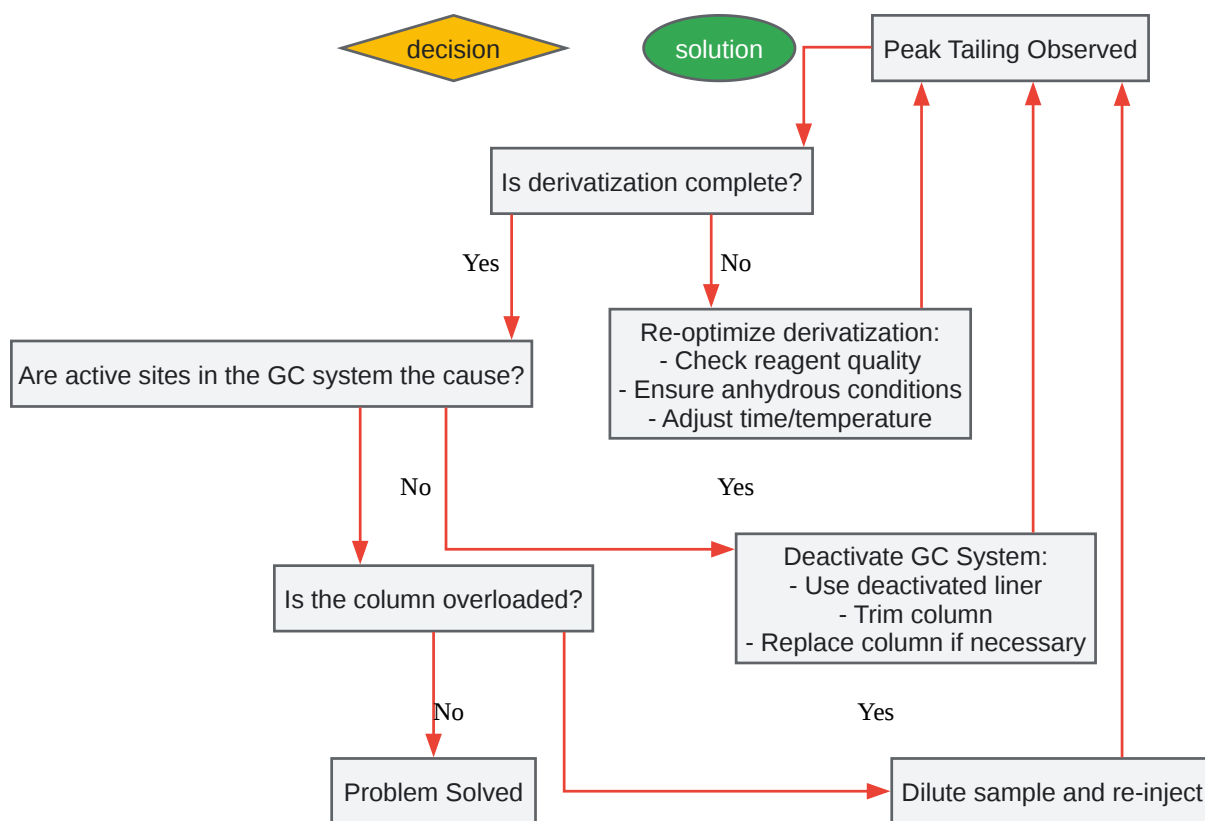 decision
solution
Peak Tailing Observed
Is derivatization complete?
Yes
No
Re-optimize derivatization:
- Check reagent quality
- Ensure anhydrous conditions
- Adjust time/temperature
Are active sites in the GC system the cause?
No
Yes
Deactivate GC System:
- Use deactivated liner
- Trim column
- Replace column if necessary
Is the column overloaded?
No
Yes
Problem Solved
Dilute sample and re-inject